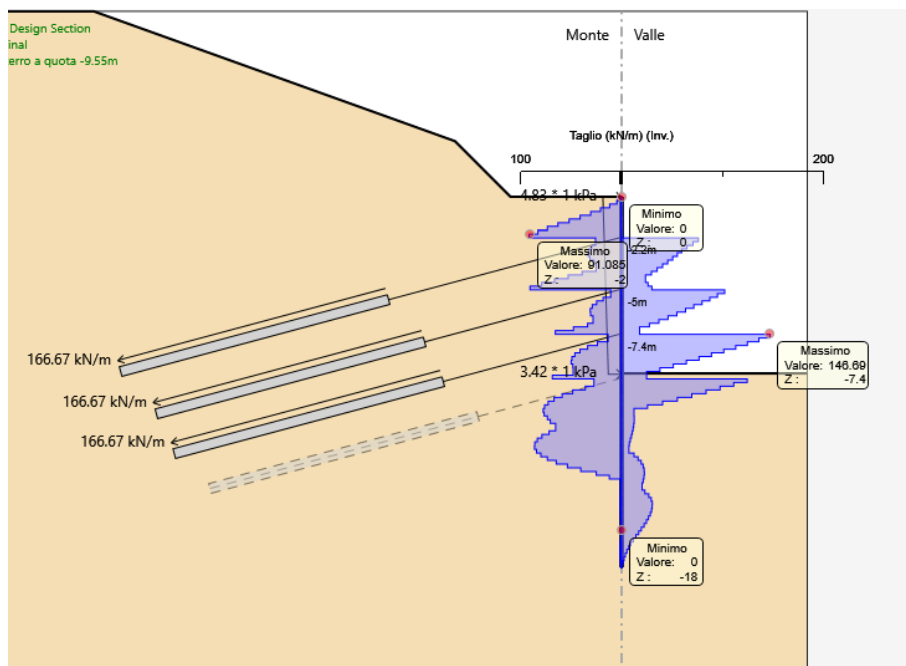 Design Section
inal
erro a quota -9.55m
Monte
Valle
Taglio (kN/m) (Inv.)
100
200
4.83 * 1 kPa
Minimo
Valore: 0
Z : 0
-2.2m
Massimo
Valore: 91.085
Z : -2
-5m
-7.4m
Massimo
Valore: 146.69
Z : -7.4
166.67 kN/m
3.42 * 1 kPa
166.67 kN/m
166.67 kN/m
Minimo
Valore: 0
Z : -18